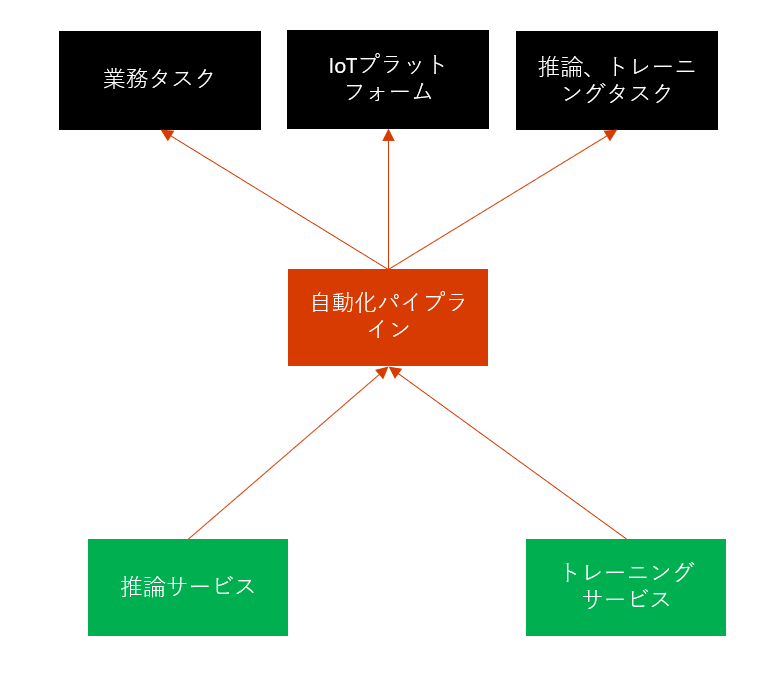 業務タスク
IoTプラット
フォーム
推論、トレーニ
ングタスク
自動化パイプラ
イン
推論サービス
トレーニング
サービス